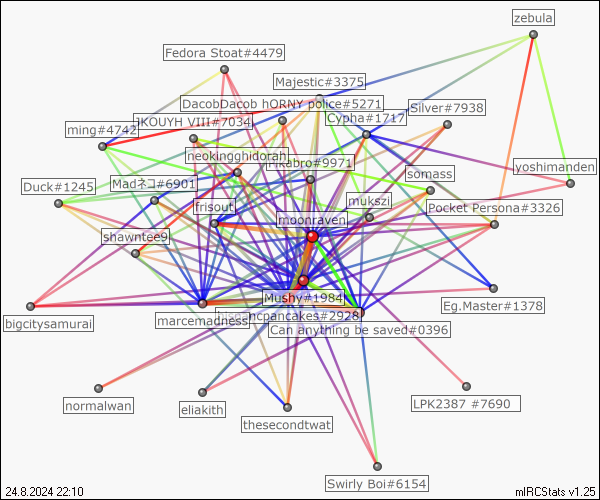 zebula
Fedora Stoat#4479
Majestic#3375
DacobDacob hORNY police#5271
Silver#7938
JKOUYH VIII#7034
Cypha#1717
ming#4742
neokingghidorah
#9971
yoshimanden
somass
Duck#1245
Madネコ#6901
mukszi
frisout
Pocket Persona#3326
moonraven
shawntee9
Mushy#1984
Eg.Master#1378
bigcitysamurai
marcemadness
#2928
Can anything be saved#0396
normalwan
eliakith
LPK2387 #7690
thesecondtwat
Swirly Boi#6154
24.8.2024 22:10
mIRCStats v1.25